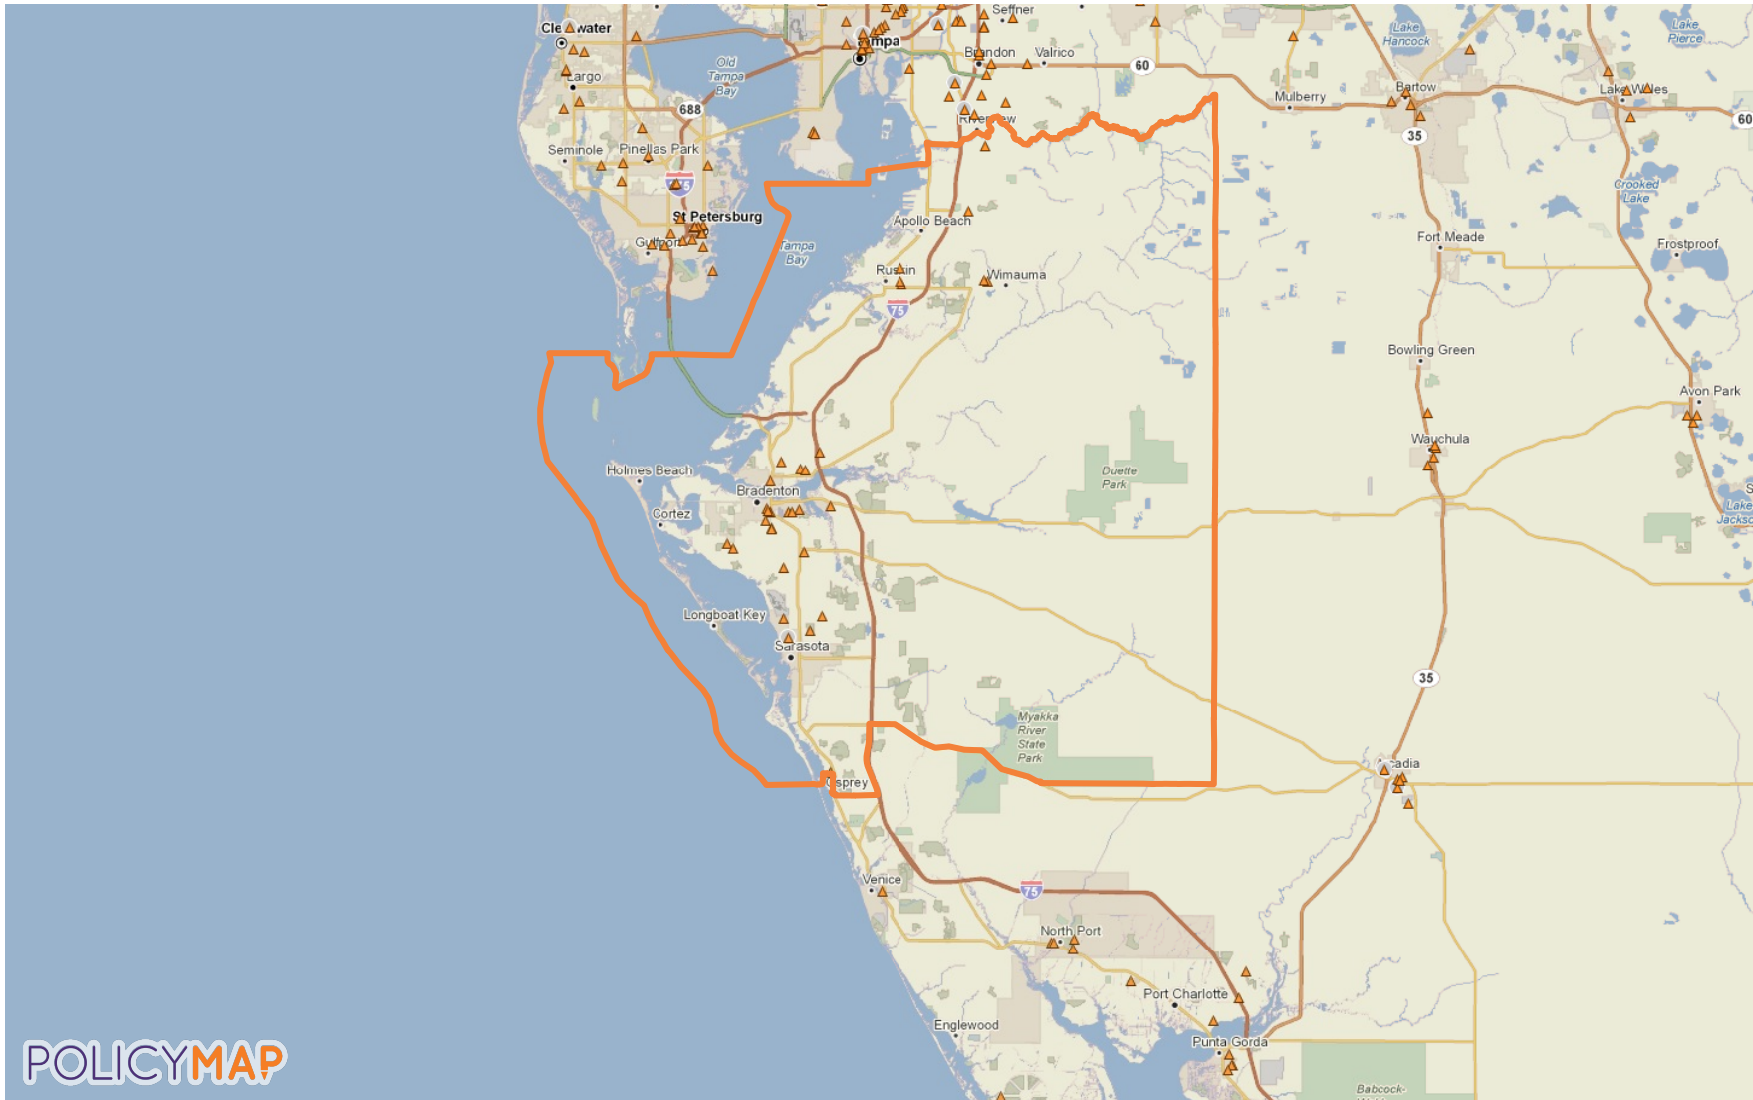 Seffner
Clearwater
Tampa
Lake
Hancock
Lake
Pierce
Brandon
Valrico
60
Old
Tampa
Bay
Largo
Mulberry
Bartow
Lake Wales
688
60
Riverview
35
Seminole
Pinellas Park
Crooked
Lake
St Petersburg
Apollo Beach
Gulfport
Tampa
Bay
Fort Meade
Frostproof
Ruskin
Wimauma
75
Bowling Green
Avon Park
Wauchula
Holmes Beach
Duette
Park
Bradenton
Cortez
Lake
Jackso
Longboat Key
Sarasota
35
Myakka
River
State
Park
Arcadia
Osprey
Venice
75
North Port
Port Charlotte
Englewood
Punta Gorda
POLICYMAP
Babcock-